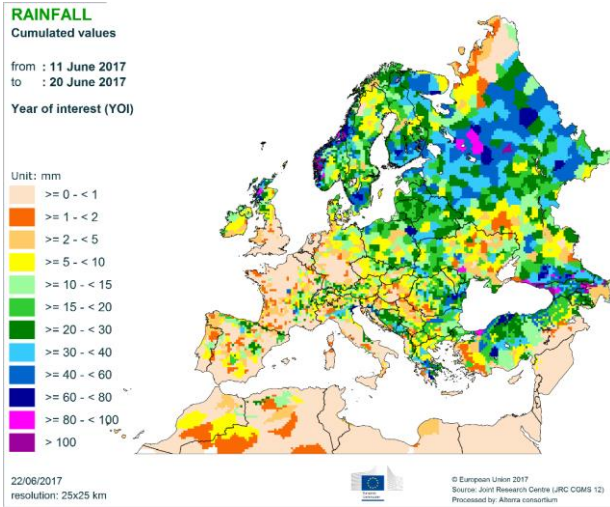 RAINFALL
Cumulated values
from : 11 June 2017
to : 20 June 2017
Year of interest (YOI)
Unit: mm
>= 0 - < 1
>= 1 - < 2
>= 2 - < 5
>= 5 - < 10
>= 10 - < 15
>= 15 - < 20
>= 20 - < 30
>= 30 - < 40
>= 40 - < 60
>= 60 - < 80
>= 80 - < 100
> 100
22/06/2017
resolution: 25x25 km
European
Commission
© European Union 2017
Source: Joint Research Centre (JRC CGMS 12)
Processed by: Alterra consortium